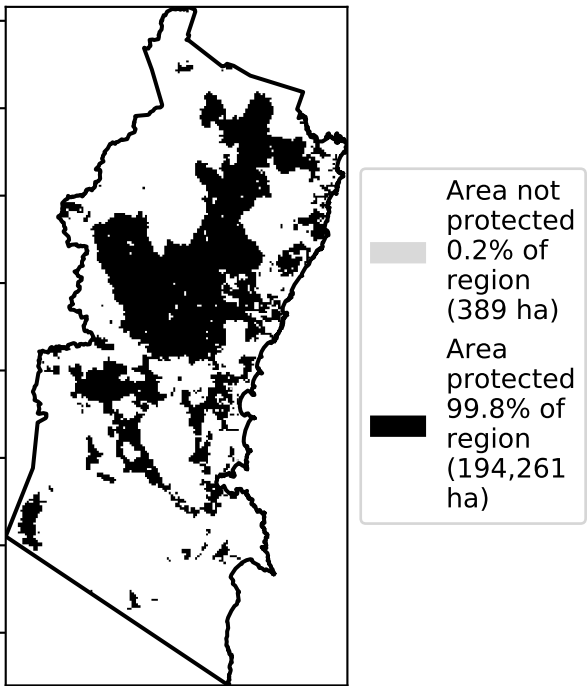 Area not
protected
0.2% of
region
(389 ha)
Area
protected
99.8% of
region
(194,261
ha)